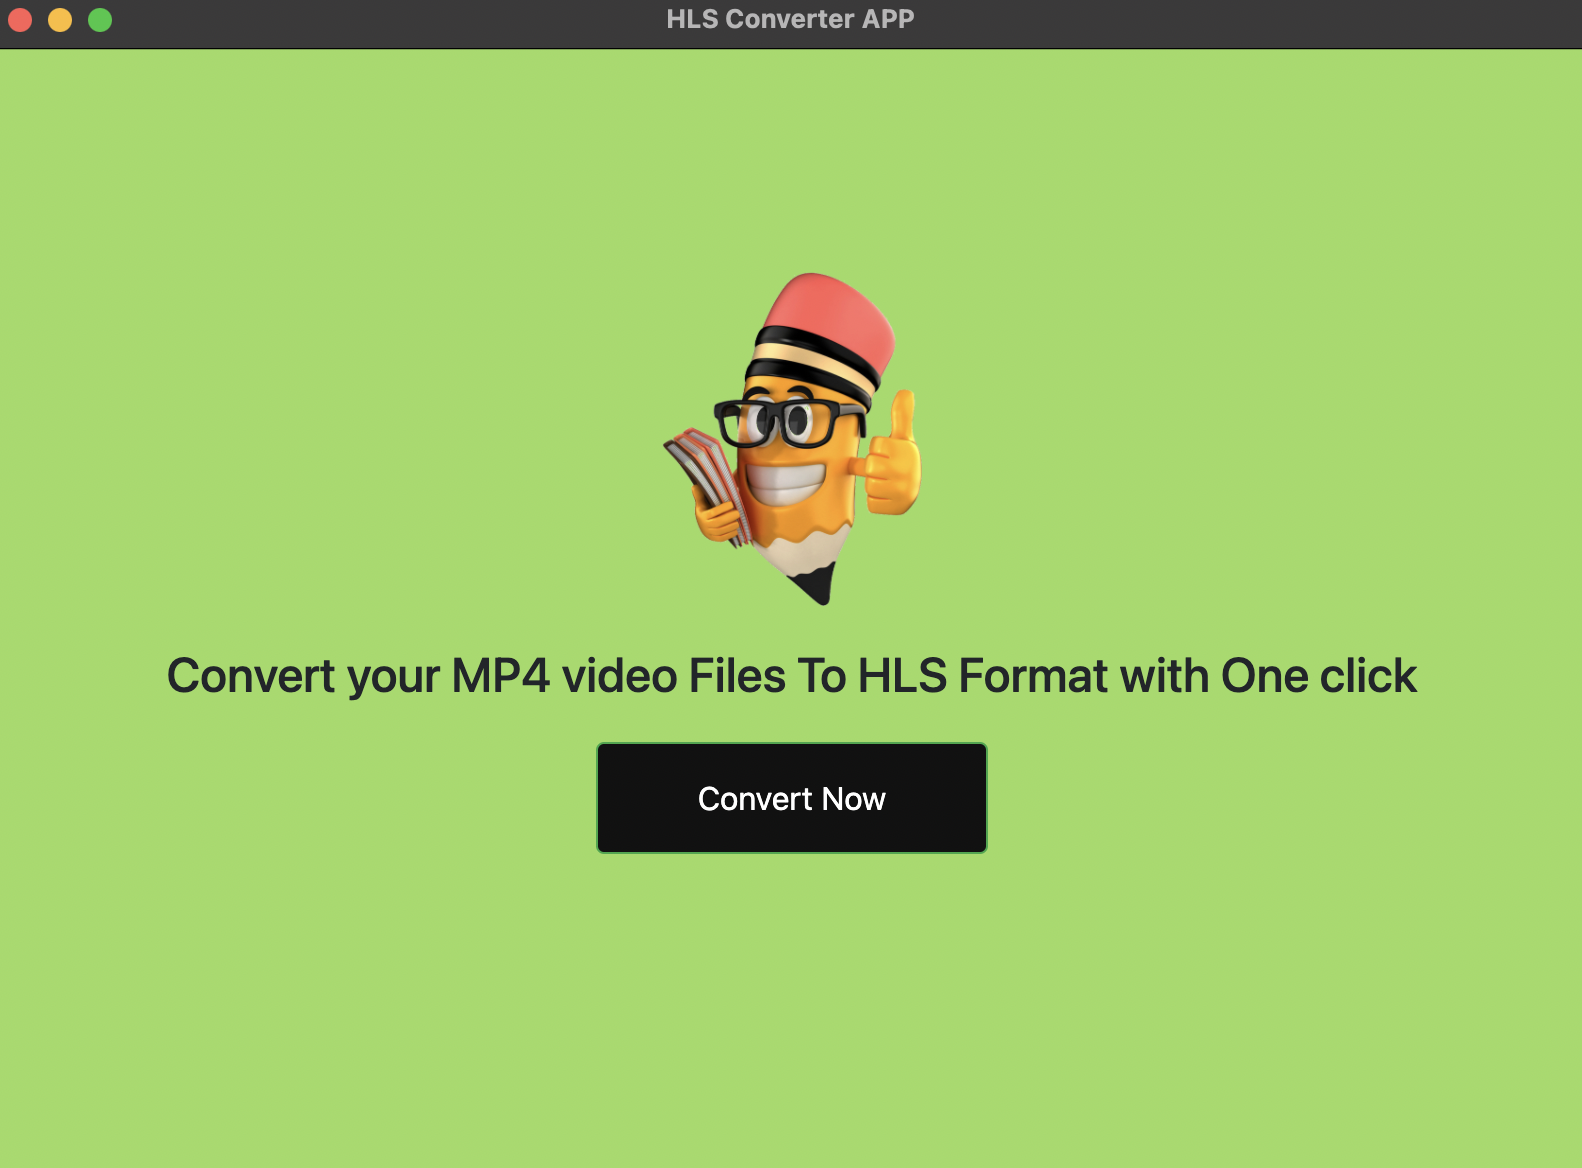 HLS Converter APP
Convert your MP4 video Files To HLS Format with One click
Convert Now